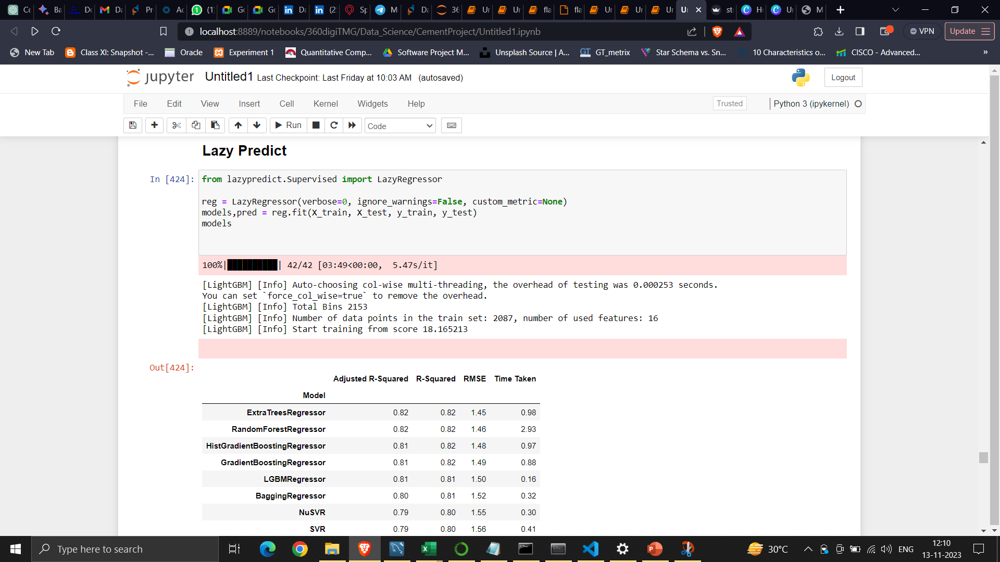 Ce
Ba
Do
Da
Pr
Ac
(1)
Go
Go
Da
(2
Sp
M
Da
36
Ur
Ur
fla
fla
Ur
Ur
Ur
Ur
st
H
Ur
M
localhost:8889/notebooks/360digiTMG/Data_Science/CementProject/Untitled1.ipynb
VPN
Update
New Tab
Class XI: Snapshot -...
Oracle
Experiment 1
Quantitative Comp...
Software Project M...
Unsplash Source | A...
GT_metrix
Star Schema vs. Sn...
10 Characteristics o...
CISCO - Advanced...
»
jupyter Untitled1 Last Checkpoint: Last Friday at 10:03 AM (autosaved)
Logout
File Edit View Insert Cell Kernel Widgets Help
Trusted
Python 3 (ipykernel)
Run
Code
Lazy Predict
In [424]:
from lazypredict.Supervised import LazyRegressor
reg = LazyRegressor(verbose=0, ignore_warnings=False, custom_metric=None)
models,pred = reg.fit(X_train, X_test, y_train, y_test)
models
100%|██████████| 42/42 [03:49<00:00,  5.47s/it]
[LightGBM] [Info] Auto-choosing col-wise multi-threading, the overhead of testing was 0.000253 seconds.
You can set `force_col_wise=true` to remove the overhead.
[LightGBM] [Info] Total Bins 2153
[LightGBM] [Info] Number of data points in the train set: 2087, number of used features: 16
[LightGBM] [Info] Start training from score 18.165213
Out[424]:
Adjusted R-Squared R-Squared RMSE Time Taken
Model
ExtraTreesRegressor 0.82 0.82 1.45 0.98
RandomForestRegressor 0.82 0.82 1.46 2.93
HistGradientBoostingRegressor 0.81 0.82 1.48 0.97
GradientBoostingRegressor 0.81 0.82 1.49 0.88
LGBMRegressor 0.81 0.81 1.50 0.16
BaggingRegressor 0.80 0.81 1.52 0.32
NuSVR 0.79 0.80 1.55 0.30
SVR 0.79 0.80 1.56 0.41
Type here to search
30°C
ENG
12:10
13-11-2023